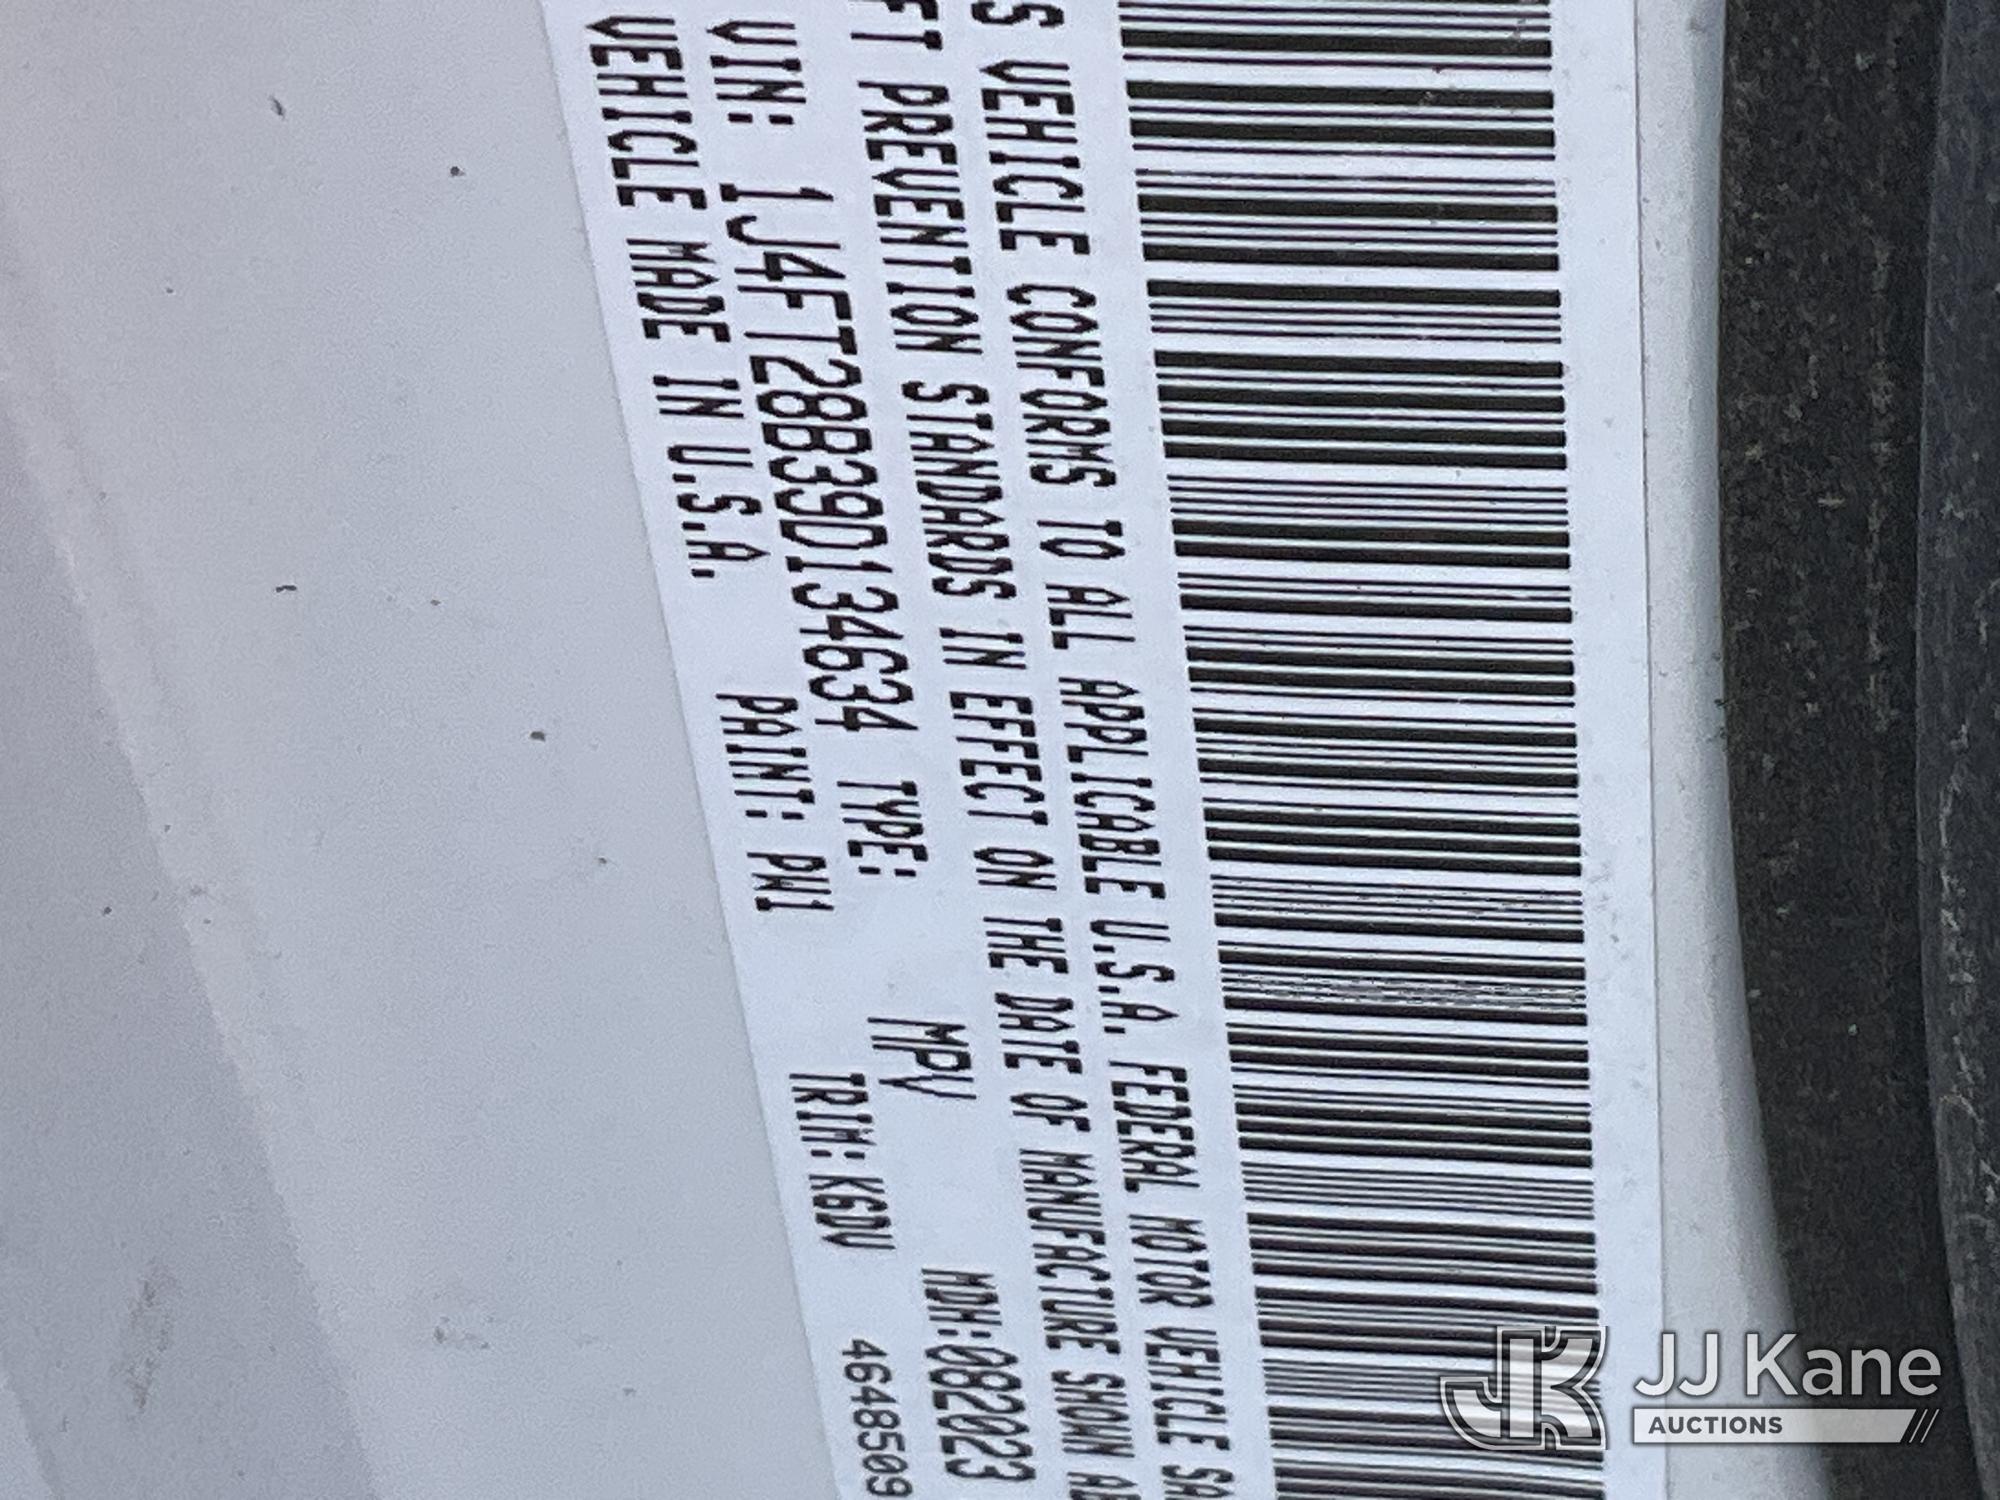 S VEHICLE CONFORMS TO ALL APPLICABLE U.S.A. FEDERAL MOTOR VEHICLE SA
FT PREVENTION STANDARDS IN EFFECT ON THE DATE OF MANUFACTURE SHOWN AB
VIN: 1J4FT28B39D134634 TYPE: MPV MDH:082023
VEHICLE MADE IN U.S.A. PAINT: PW1 TRIM: KGDV 4648509
JJ Kane
AUCTIONS